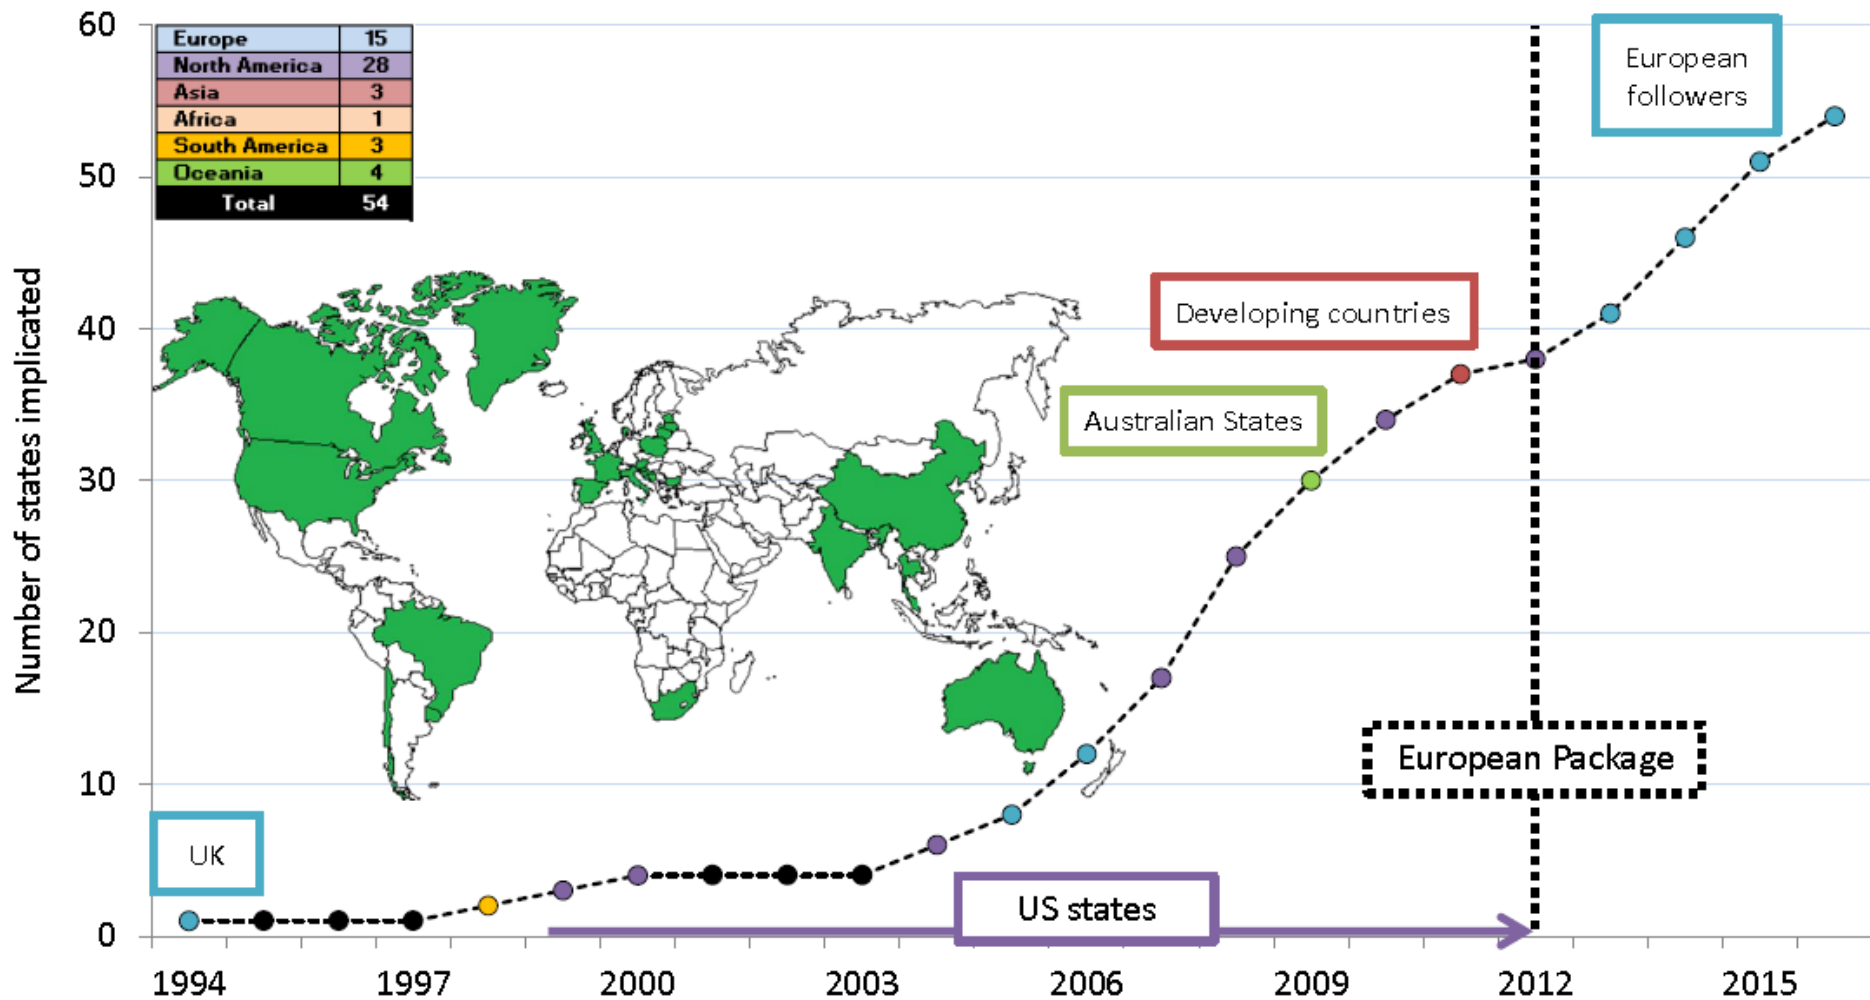 60
50
40
30
20
10
0
Number of states implicated
Europe 15
North America 28
Asia 3
Africa 1
South America 3
Oceania 4
Total 54
European
followers
Developing countries
Australian States
European Package
UK
US states
1994 1997 2000 2003 2006 2009 2012 2015